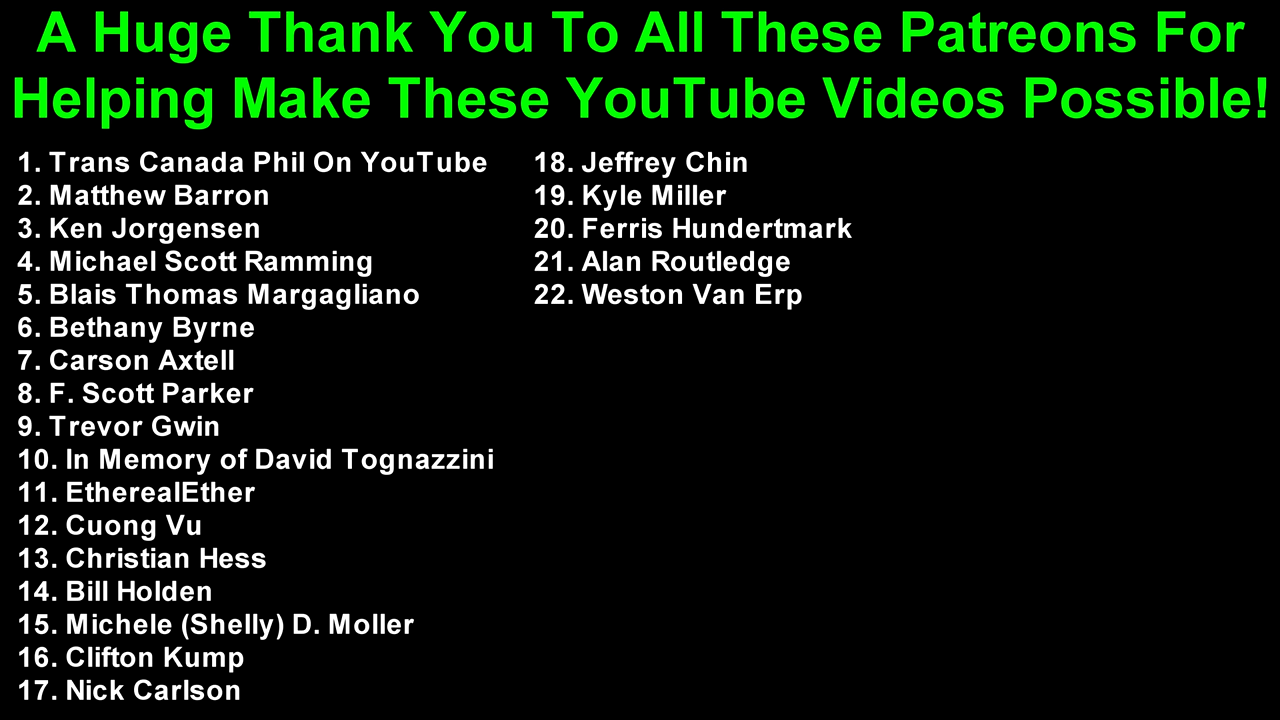 A Huge Thank You To All These Patreons For
Helping Make These YouTube Videos Possible!
1. Trans Canada Phil On YouTube
2. Matthew Barron
3. Ken Jorgensen
4. Michael Scott Ramming
5. Blais Thomas Margagliano
6. Bethany Byrne
7. Carson Axtell
8. F. Scott Parker
9. Trevor Gwin
10. In Memory of David Tognazzini
11. EtherealEther
12. Cuong Vu
13. Christian Hess
14. Bill Holden
15. Michele (Shelly) D. Moller
16. Clifton Kump
17. Nick Carlson
18. Jeffrey Chin
19. Kyle Miller
20. Ferris Hundertmark
21. Alan Routledge
22. Weston Van Erp